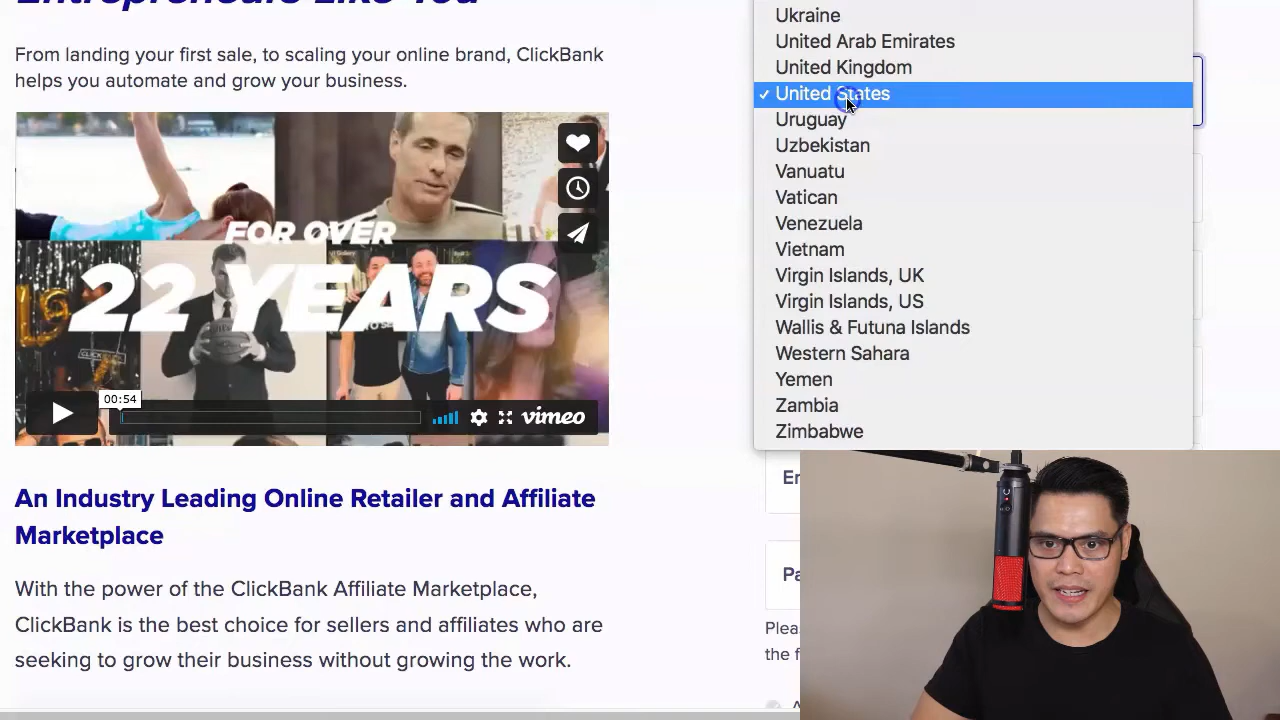 Entrepreneurs Like You
From landing your first sale, to scaling your online brand, ClickBank
helps you automate and grow your business.
FOR OVER
22 YEARS
00:54
vimeo
An Industry Leading Online Retailer and Affiliate
Marketplace
With the power of the ClickBank Affiliate Marketplace,
ClickBank is the best choice for sellers and affiliates who are
seeking to grow their business without growing the work.
Ukraine
United Arab Emirates
United Kingdom
✓ United States
Uruguay
Uzbekistan
Vanuatu
Vatican
Venezuela
Vietnam
Virgin Islands, UK
Virgin Islands, US
Wallis & Futuna Islands
Western Sahara
Yemen
Zambia
Zimbabwe
Er
Pa
Plea
the f